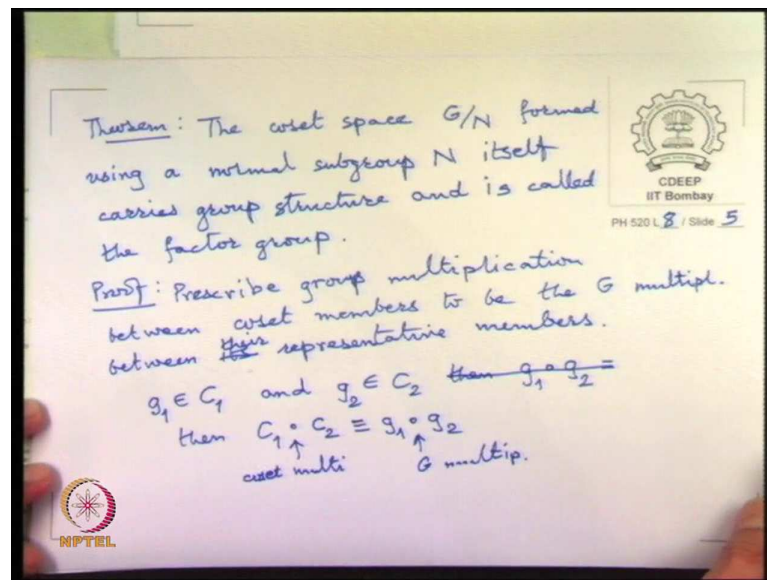 Theorem: The coset space G/N formed
using a normal subgroup N itself
carries group structure and is called
the factor group.
Proof: Prescribe group multiplication
between coset members to be the G multipl.
between their representative members.
g₁ ∈ C₁ and g₂ ∈ C₂ then g₁ ∘ g₂ =
then C₁ ∘ C₂ ≡ g₁ ∘ g₂
coset multi G multip.
CDEEP
IIT Bombay
PH 520 L 8 / Slide 5
NPTEL